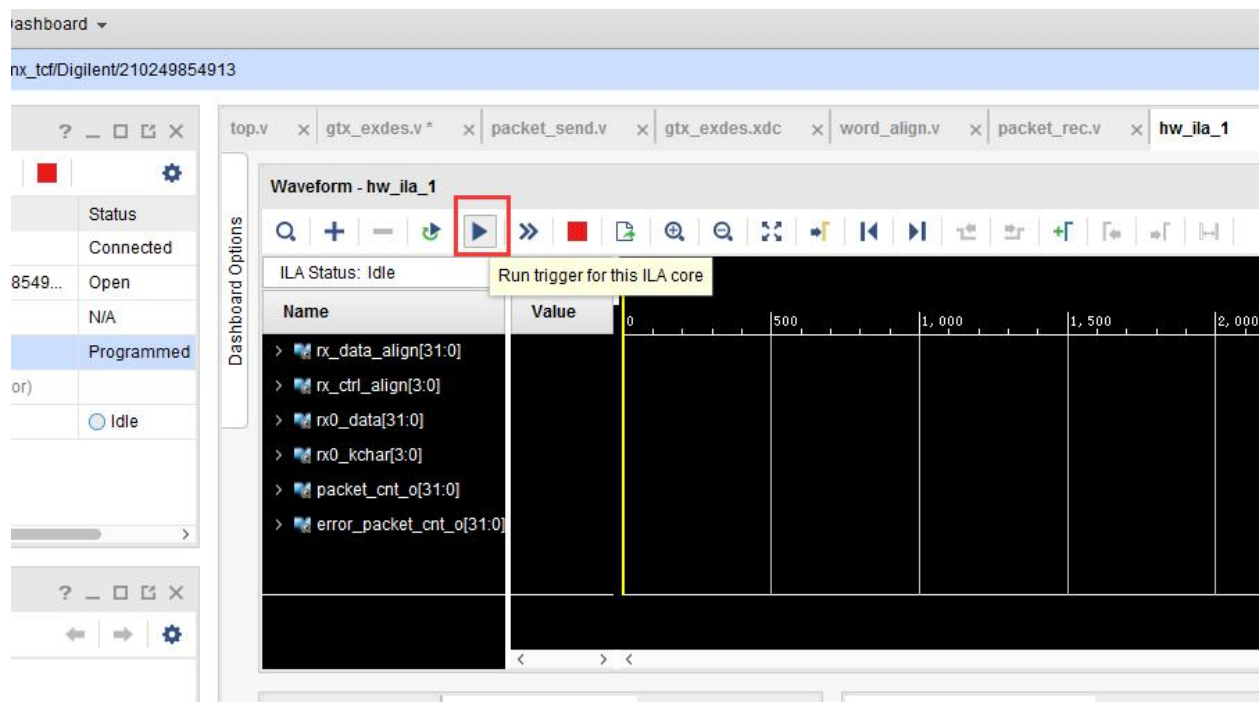 ashboard
nx_tcf/Digilent/210249854913
top.v gtx_exdes.v * packet_send.v gtx_exdes.xdc word_align.v packet_rec.v hw_ila_1
Waveform - hw_ila_1
Status
Connected
8549... Open
N/A
Programmed
or)
Idle
Dashboard Options
ILA Status: Idle
Run trigger for this ILA core
Name Value
0 500 1,000 1,500 2,000
rx_data_align[31:0]
rx_ctrl_align[3:0]
rx0_data[31:0]
rx0_kchar[3:0]
packet_cnt_o[31:0]
error_packet_cnt_o[31:0]